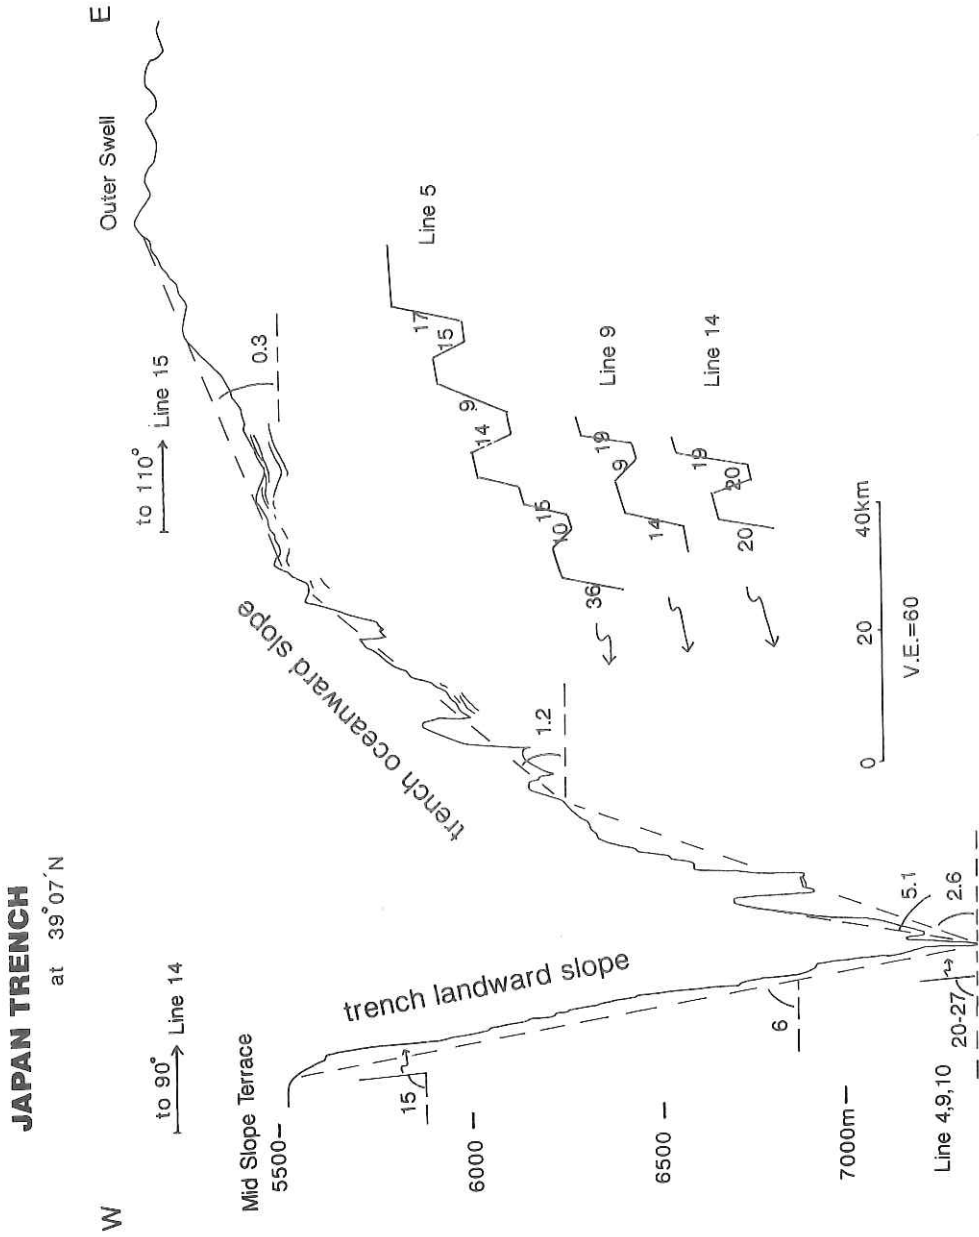 JAPAN TRENCH
at 39°07′N
W
E
to 90°
Line 14
to 110°
Line 15
Outer Swell
Mid Slope Terrace
5500
6000
6500
7000m
Line 4,9,10
trench landward slope
trench oceanward slope
15
6
20-27
5.1
2.6
1.2
0.3
Line 5
36
10
15
14
9
15
17
Line 9
14
9
19
Line 14
20
20
19
0
20
40km
V.E.=60